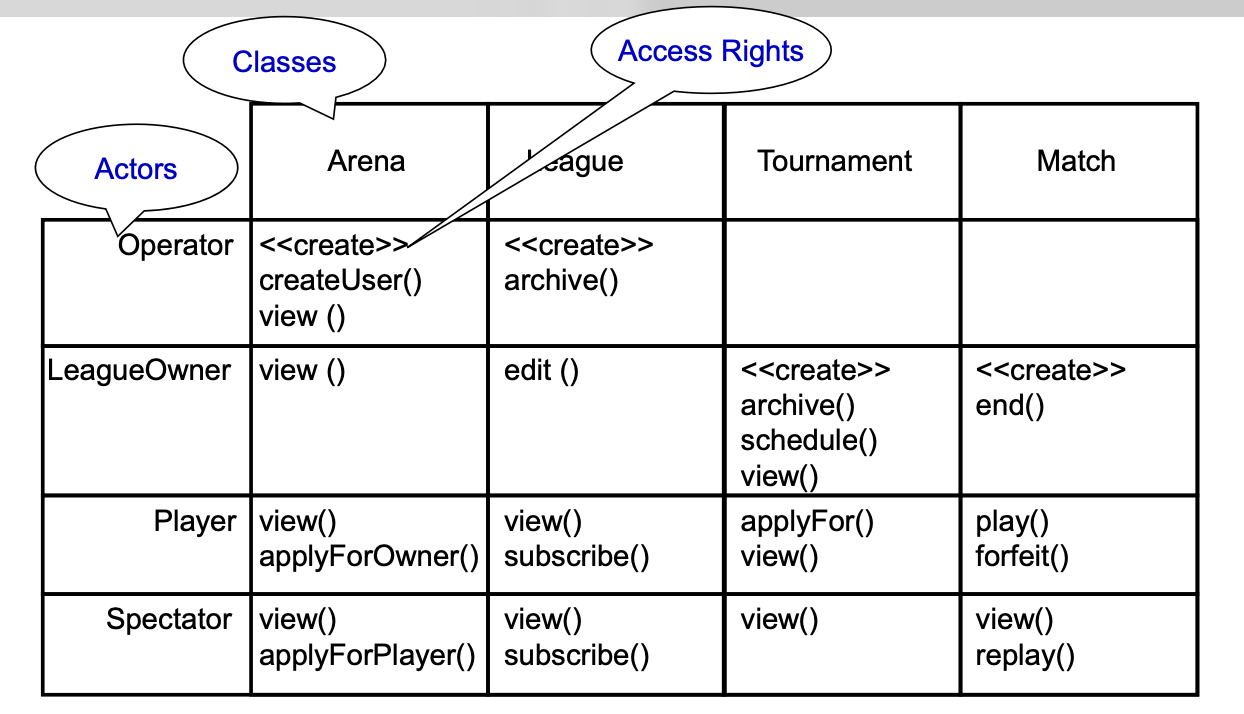 Classes
Access Rights
Actors
Arena
League
Tournament
Match
Operator
<<create>>
createUser()
view ()
<<create>>
archive()
LeagueOwner
view ()
edit ()
<<create>>
archive()
schedule()
view()
<<create>>
end()
Player
view()
applyForOwner()
view()
subscribe()
applyFor()
view()
play()
forfeit()
Spectator
view()
applyForPlayer()
view()
subscribe()
view()
view()
replay()